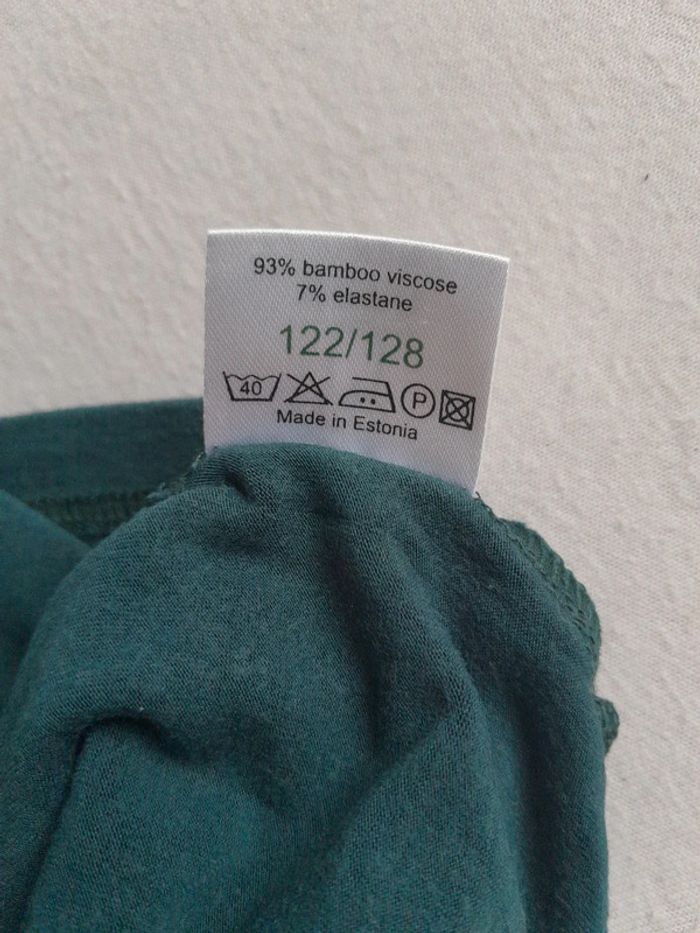 93% bamboo viscose
7% elastane
122/128
40 P
Made in Estonia